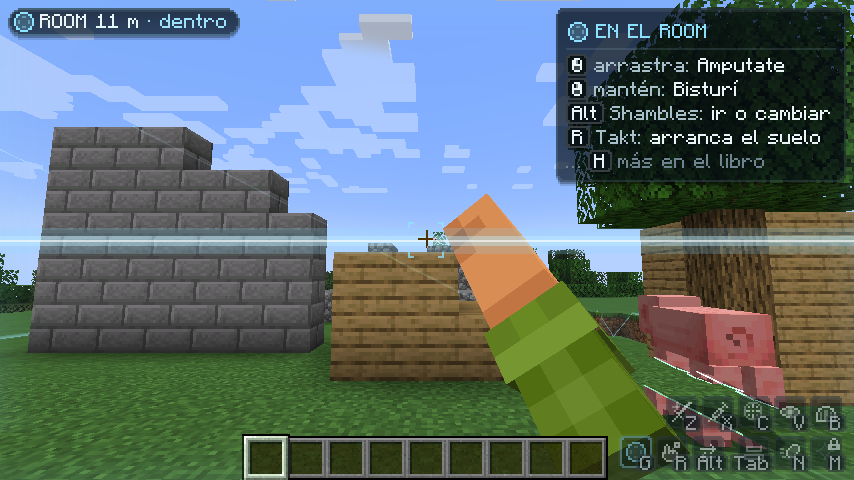 ROOM 11 m · dentro
EN EL ROOM
arrastra: Amputate
mantén: Bisturí
Alt Shambles: ir o cambiar
R Takt: arranca el suelo
H más en el libro
Z X C V B
G R Alt Tab N M